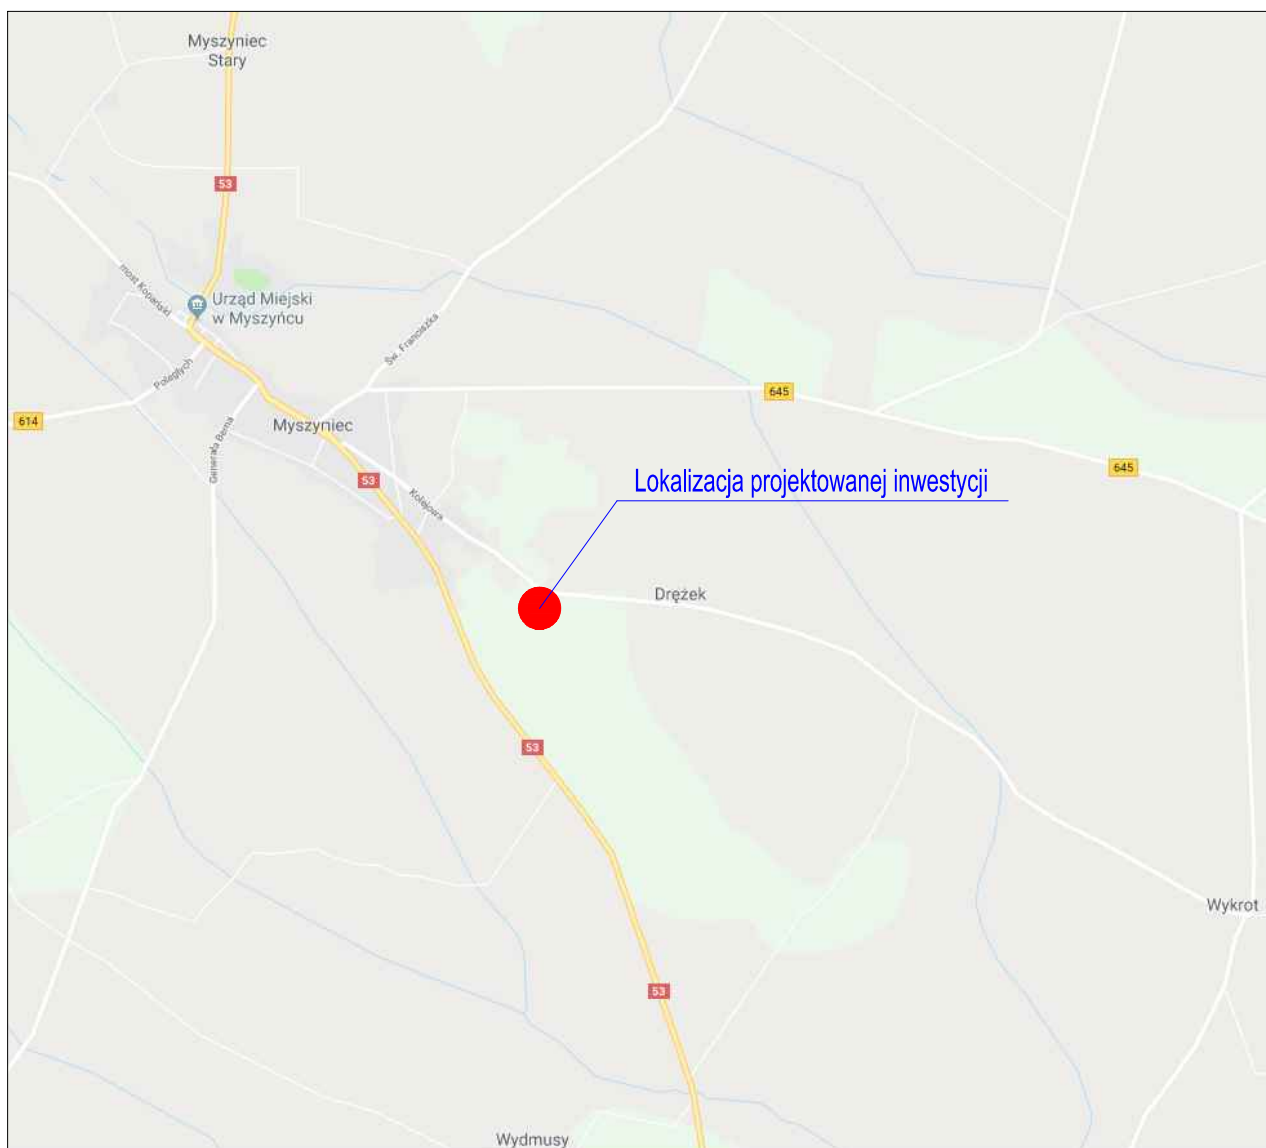 Myszyniec
Stary
53
most Kopański
Urząd Miejski
w Myszyńcu
Św. Franciszka
Poległych
645
614
Generała Bema
Myszyniec
645
53
Kolejowa
Lokalizacja projektowanej inwestycji
Drężek
53
Wykrot
53
Wydmusy